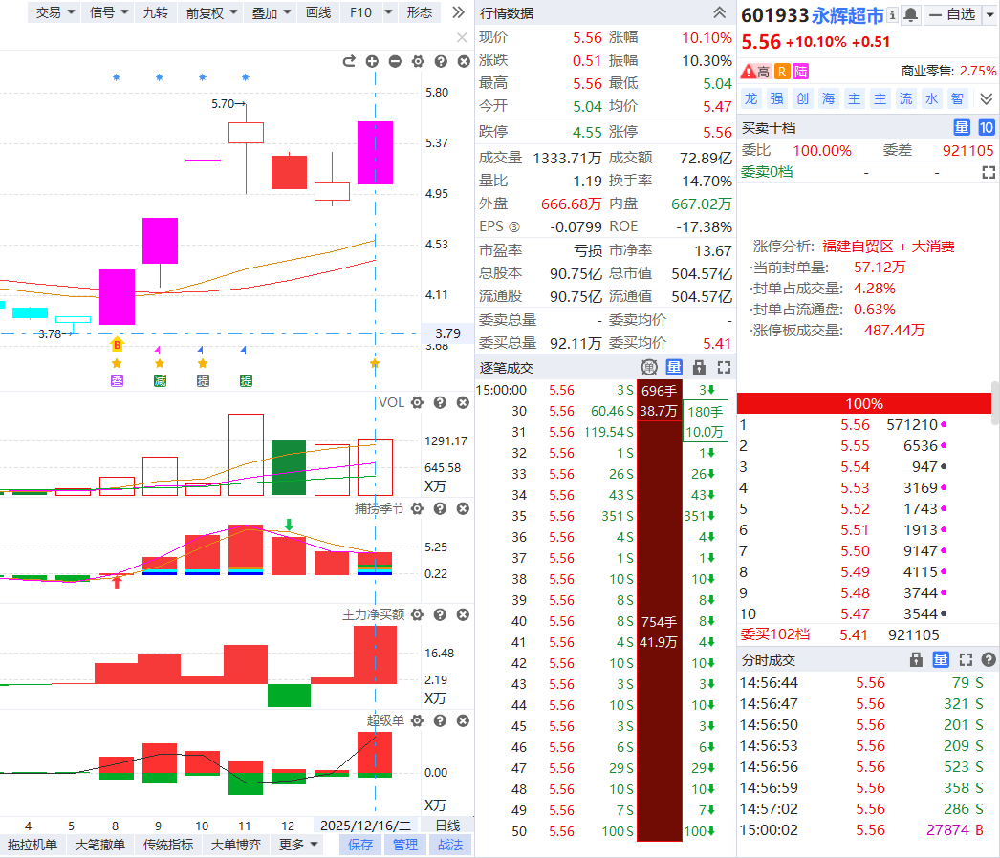 交易 信号 九转 前复权 叠加 画线 F10 形态
5.80
5.70→
5.37
4.95
4.53
4.11
3.79
3.78→
3.68
B
查 减 提 提
VOL
1291.17
645.58
X万
捕捞季节
5.25
0.22
主力净买额
16.48
2.19
X万
超级单
0.00
X万
4 5 8 9 10 11 12 2025/12/16/二 日线
拖拉机单 大笔撤单 传统指标 大单博弈 更多 保存 管理 战法
行情数据
现价 5.56 涨幅 10.10%
涨跌 0.51 振幅 10.30%
最高 5.56 最低 5.04
今开 5.04 均价 5.47
跌停 4.55 涨停 5.56
成交量 1333.71万 成交额 72.89亿
量比 1.19 换手率 14.70%
外盘 666.68万 内盘 667.02万
EPS ③ -0.0799 ROE -17.38%
市盈率 亏损 市净率 13.67
总股本 90.75亿 总市值 504.57亿
流通股 90.75亿 流通值 504.57亿
委卖总量 - 委卖均价 -
委买总量 92.11万 委买均价 5.41
逐笔成交 单 量
15:00:00 5.56 3 S 696手 3
30 5.56 60.46 S 38.7万 180手
31 5.56 119.54 S 10.0万
32 5.56 1 S 1
33 5.56 26 S 26
34 5.56 43 S 43
35 5.56 351 S 351
36 5.56 4 S 4
37 5.56 1 S 1
38 5.56 10 S 10
39 5.56 8 S 8
40 5.56 8 S 754手 8
41 5.56 4 S 41.9万 4
42 5.56 10 S 10
43 5.56 3 S 3
44 5.56 10 S 10
45 5.56 3 S 3
46 5.56 6 S 6
47 5.56 29 S 29
48 5.56 10 S 10
49 5.56 7 S 7
50 5.56 100 S 100
601933 永辉超市 自选
5.56 +10.10% +0.51
高 R 陆 商业零售: 2.75%
龙 强 创 海 主 主 流 水 智
买卖十档 量 10
委比 100.00% 委差 921105
委卖0档 - -
涨停分析: 福建自贸区 + 大消费
·当前封单量: 57.12万
·封单占成交量: 4.28%
·封单占流通盘: 0.63%
·涨停板成交量: 487.44万
100%
1 5.56 571210
2 5.55 6536
3 5.54 947
4 5.53 3169
5 5.52 1743
6 5.51 1913
7 5.50 9147
8 5.49 4115
9 5.48 3744
10 5.47 3544
委买102档 5.41 921105
分时成交 量
14:56:44 5.56 79 S
14:56:47 5.56 321 S
14:56:50 5.56 201 S
14:56:53 5.56 209 S
14:56:56 5.56 523 S
14:56:59 5.56 358 S
14:57:02 5.56 286 S
15:00:02 5.56 27874 B